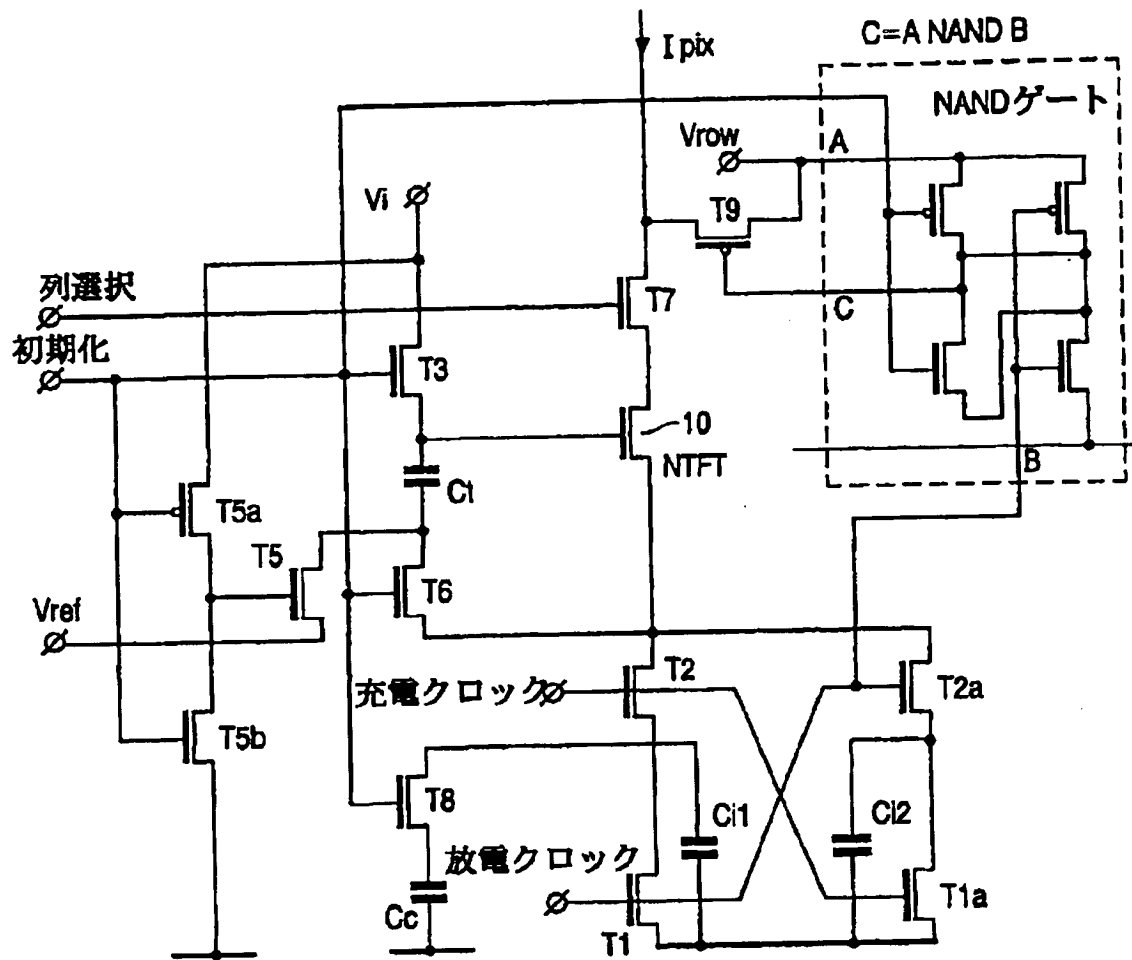 I pix
C=A NAND B
NANDゲート
Vrow
A
Vi
T9
列選択
T7
C
初期化
T3
10
NTFT
Ct
B
T5a
T5
T6
Vref
T2
充電クロック
T2a
T5b
T8
Ci1
Ci2
放電クロック
T1a
Cc
T1